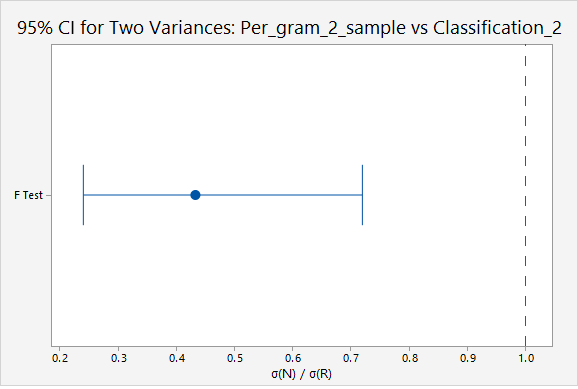 95% CI for Two Variances: Per_gram_2_sample vs Classification_2
F Test
0.2 0.3 0.4 0.5 0.6 0.7 0.8 0.9 1.0
σ(N) / σ(R)